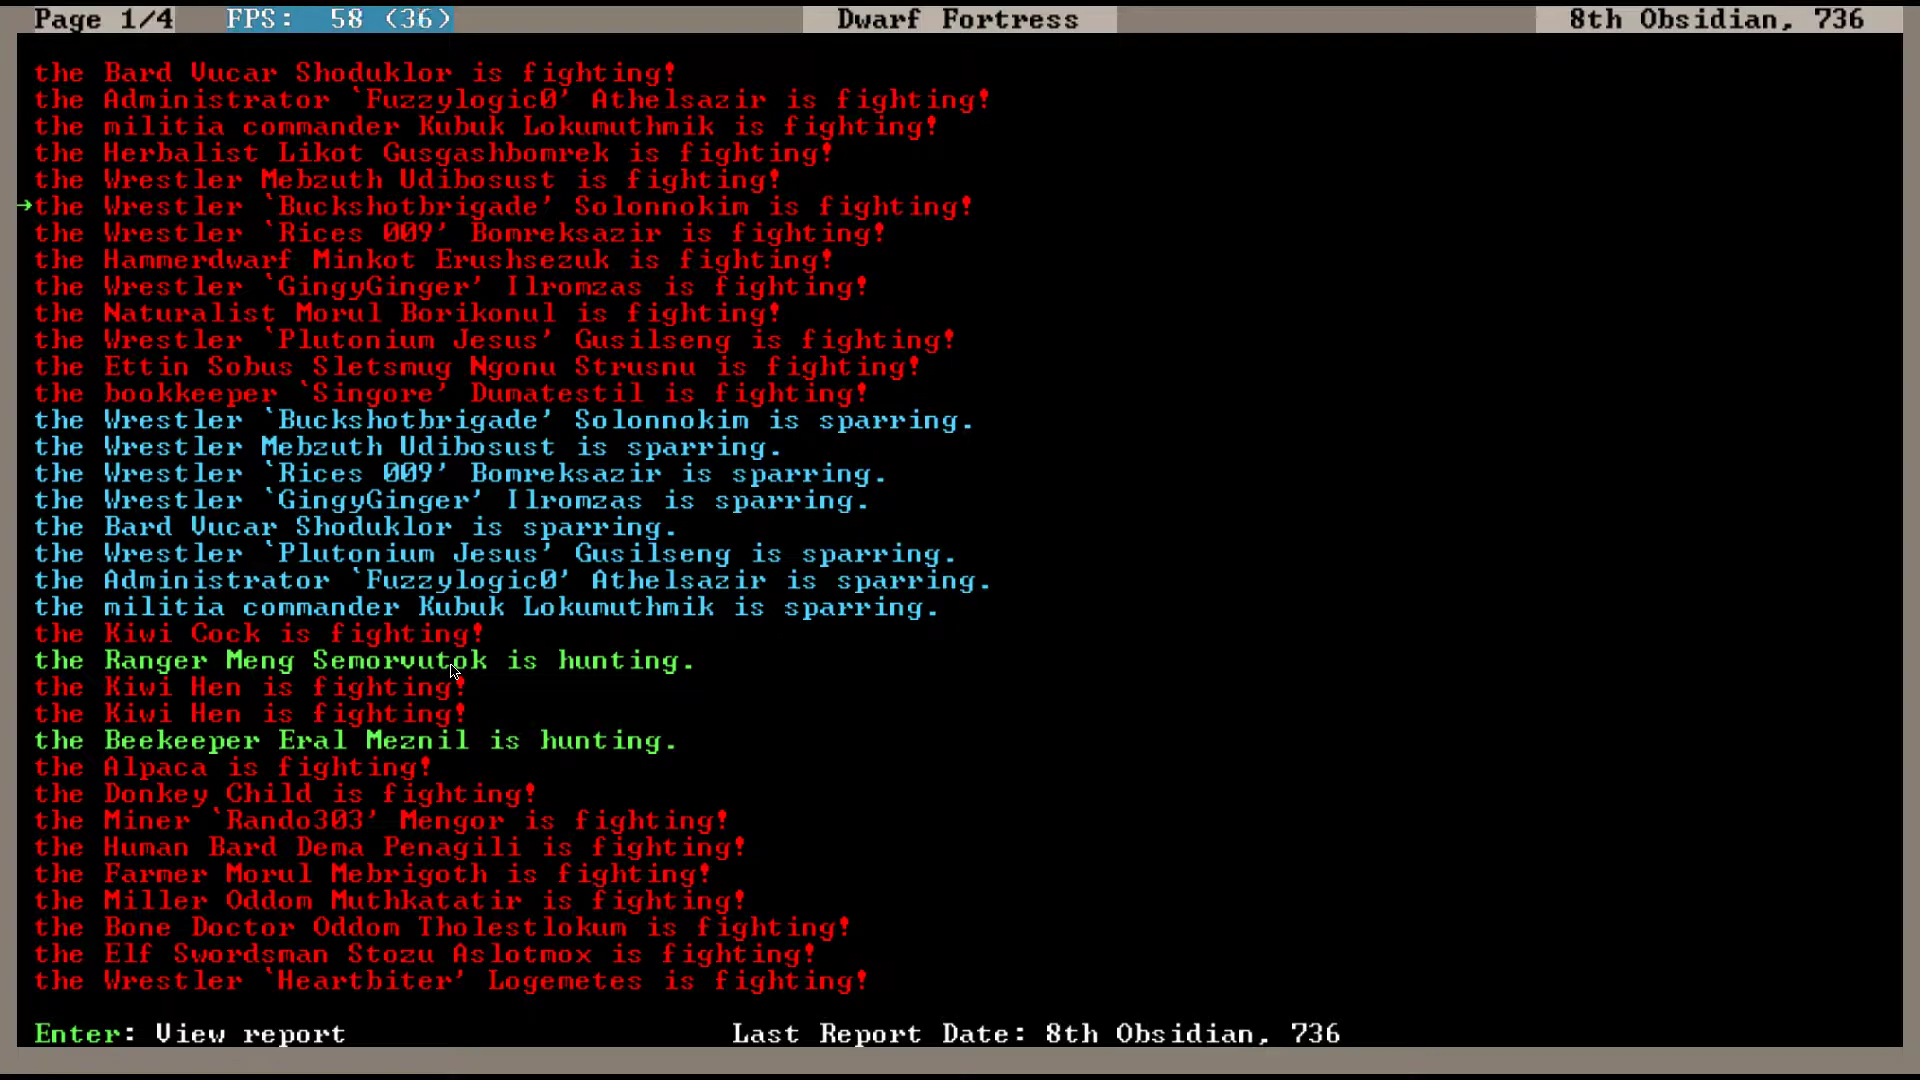 Page 1/4 FPS: 58 (36) Dwarf Fortress 8th Obsidian, 736
the Bard Vucar Shoduklor is fighting!
the Administrator `Fuzzylogic0' Athelsazir is fighting!
the militia commander Kubuk Lokumuthmik is fighting!
the Herbalist Likot Gusgashbomrek is fighting!
the Wrestler Mebzuth Udibosust is fighting!
→the Wrestler `Buckshotbrigade' Solonnokim is fighting!
the Wrestler `Rices 009' Bomreksazir is fighting!
the Hammerdwarf Minkot Erushsezuk is fighting!
the Wrestler `GingyGinger' Ilromzas is fighting!
the Naturalist Morul Borikonul is fighting!
the Wrestler `Plutonium Jesus' Gusilseng is fighting!
the Ettin Sobus Sletsmug Ngonu Strusnu is fighting!
the bookkeeper `Singore' Dumatestil is fighting!
the Wrestler `Buckshotbrigade' Solonnokim is sparring.
the Wrestler Mebzuth Udibosust is sparring.
the Wrestler `Rices 009' Bomreksazir is sparring.
the Wrestler `GingyGinger' Ilromzas is sparring.
the Bard Vucar Shoduklor is sparring.
the Wrestler `Plutonium Jesus' Gusilseng is sparring.
the Administrator `Fuzzylogic0' Athelsazir is sparring.
the militia commander Kubuk Lokumuthmik is sparring.
the Kiwi Cock is fighting!
the Ranger Meng Semorvutok is hunting.
the Kiwi Hen is fighting!
the Kiwi Hen is fighting!
the Beekeeper Eral Meznil is hunting.
the Alpaca is fighting!
the Donkey Child is fighting!
the Miner `Rando303' Mengor is fighting!
the Human Bard Dema Penagili is fighting!
the Farmer Morul Mebrigoth is fighting!
the Miller Oddom Muthkatatir is fighting!
the Bone Doctor Oddom Tholestlokum is fighting!
the Elf Swordsman Stozu Aslotmox is fighting!
the Wrestler `Heartbiter' Logemetes is fighting!
Enter: View report Last Report Date: 8th Obsidian, 736